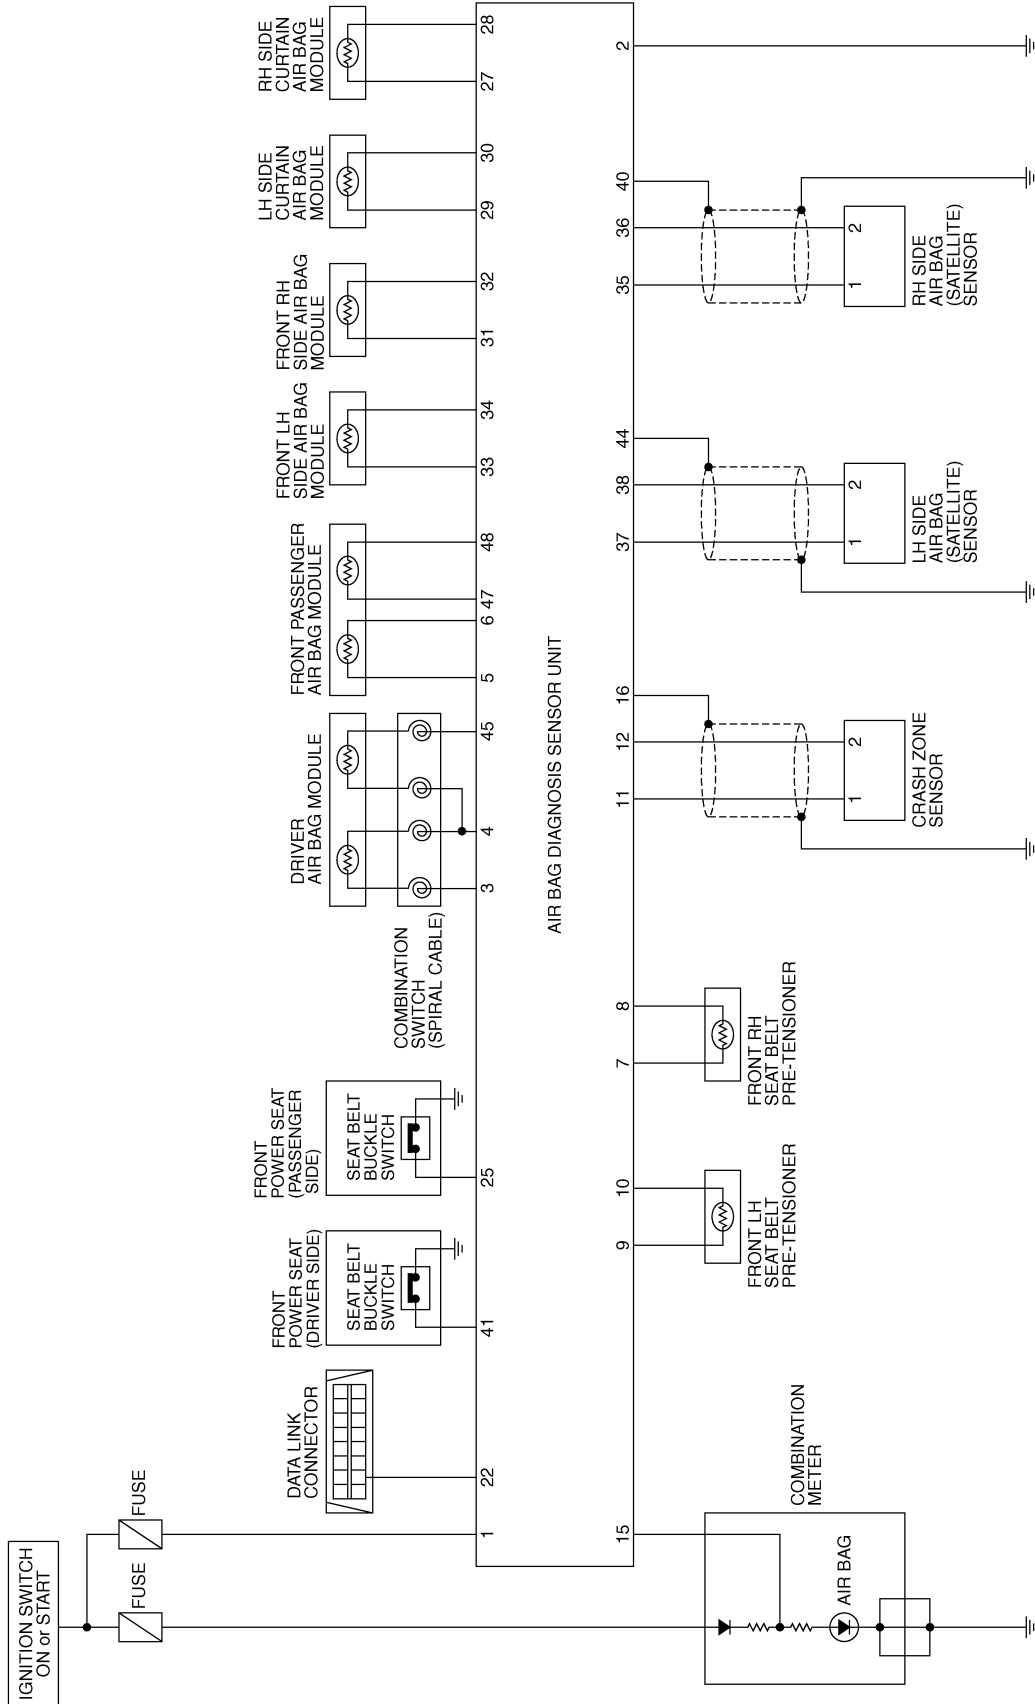 IGNITION SWITCH
ON or START
FUSE
FUSE
DATA LINK
CONNECTOR
FRONT
POWER SEAT
(DRIVER SIDE)
SEAT BELT
BUCKLE
SWITCH
FRONT
POWER SEAT
(PASSENGER
SIDE)
SEAT BELT
BUCKLE
SWITCH
COMBINATION
SWITCH
(SPIRAL CABLE)
DRIVER
AIR BAG MODULE
FRONT PASSENGER
AIR BAG MODULE
FRONT LH
SIDE AIR BAG
MODULE
FRONT RH
SIDE AIR BAG
MODULE
LH SIDE
CURTAIN
AIR BAG
MODULE
RH SIDE
CURTAIN
AIR BAG
MODULE
1
22
41
25
3
4
45
5
6
47
48
33
34
31
32
29
30
27
28
AIR BAG DIAGNOSIS SENSOR UNIT
15
9
10
7
8
11
12
16
37
38
44
35
36
40
2
AIR BAG
COMBINATION
METER
FRONT LH
SEAT BELT
PRE-TENSIONER
FRONT RH
SEAT BELT
PRE-TENSIONER
1
2
CRASH ZONE
SENSOR
1
2
LH SIDE
AIR BAG
(SATELLITE)
SENSOR
1
2
RH SIDE
AIR BAG
(SATELLITE)
SENSOR